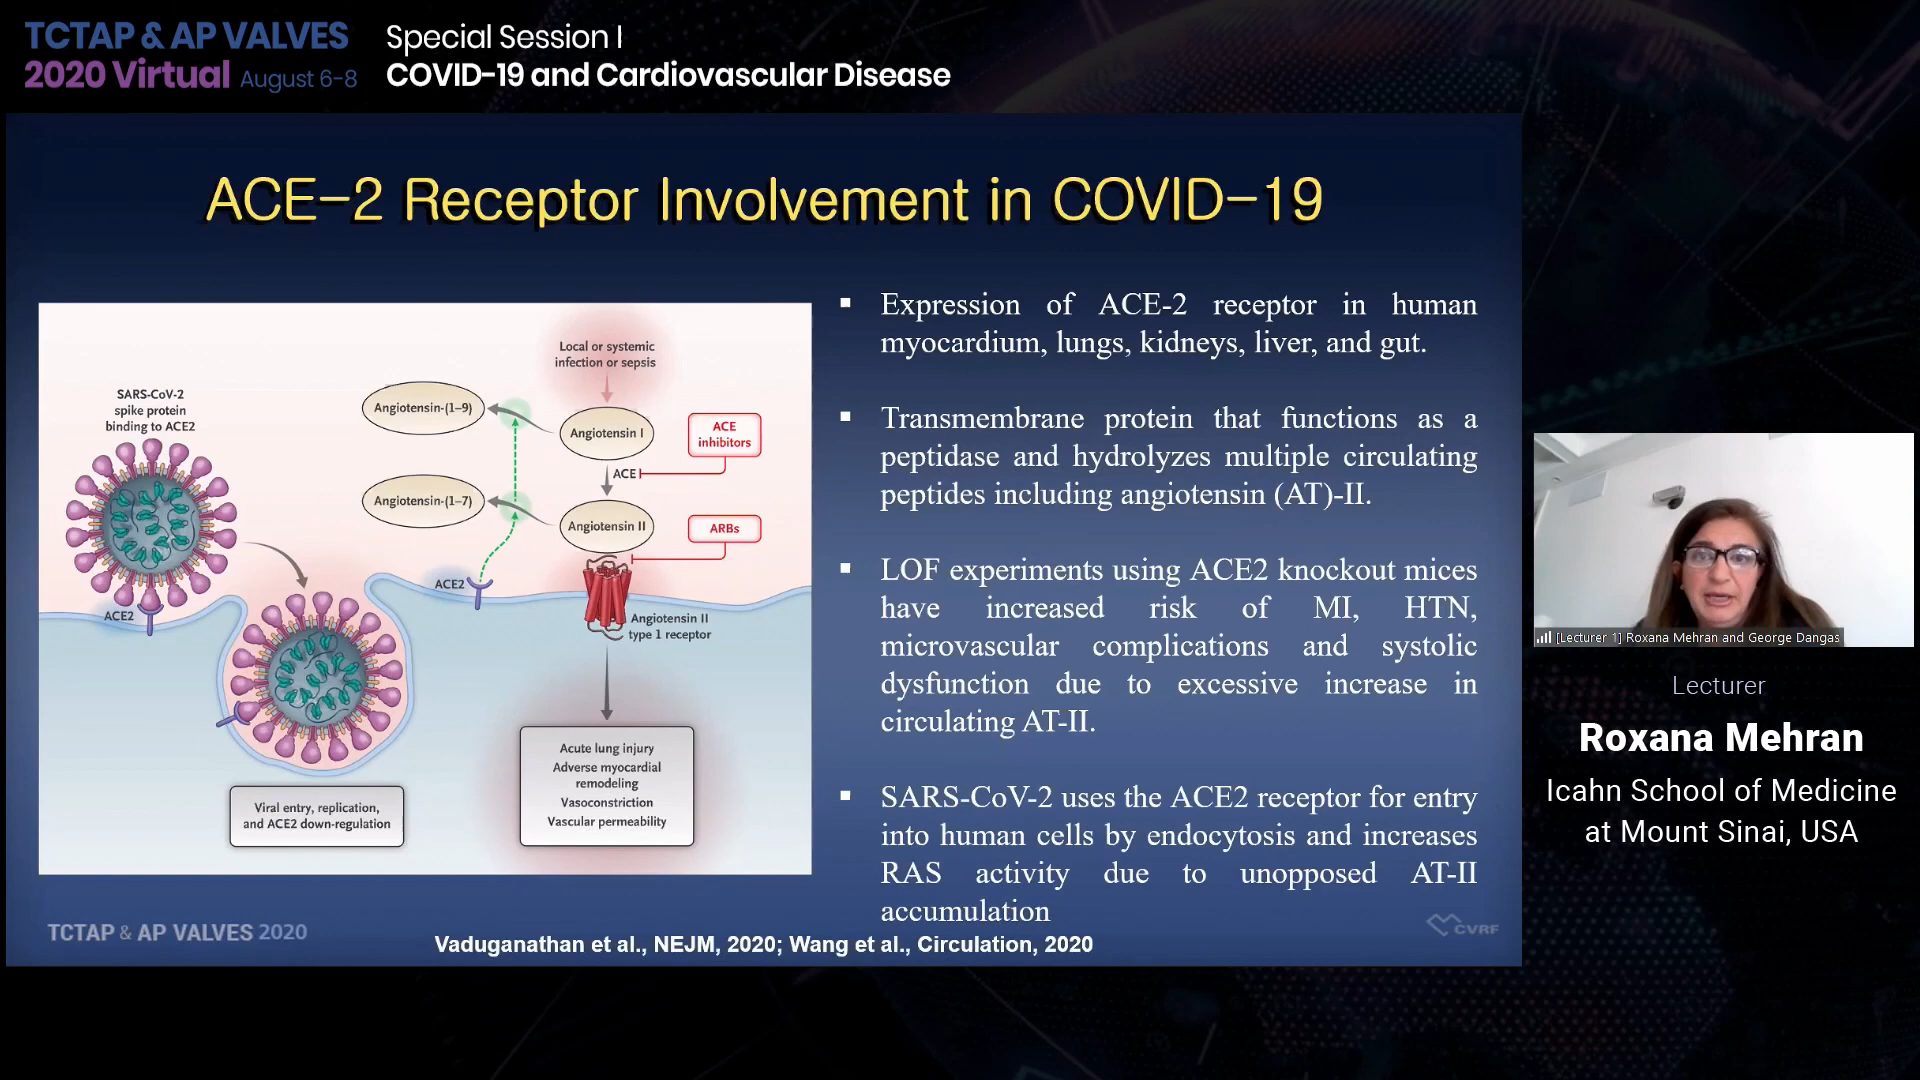 TCTAP & AP VALVES
2020 Virtual August 6-8
Special Session I
COVID-19 and Cardiovascular Disease
ACE-2 Receptor Involvement in COVID-19
SARS-CoV-2
spike protein
binding to ACE2
ACE2
Viral entry, replication,
and ACE2 down-regulation
Local or systemic
infection or sepsis
Angiotensin-(1–9)
Angiotensin I
ACE
inhibitors
ACE
Angiotensin-(1–7)
Angiotensin II
ARBs
ACE2
Angiotensin II
type 1 receptor
Acute lung injury
Adverse myocardial
remodeling
Vasoconstriction
Vascular permeability
▪ Expression of ACE-2 receptor in human
myocardium, lungs, kidneys, liver, and gut.
▪ Transmembrane protein that functions as a
peptidase and hydrolyzes multiple circulating
peptides including angiotensin (AT)-II.
▪ LOF experiments using ACE2 knockout mices
have increased risk of MI, HTN,
microvascular complications and systolic
dysfunction due to excessive increase in
circulating AT-II.
▪ SARS-CoV-2 uses the ACE2 receptor for entry
into human cells by endocytosis and increases
RAS activity due to unopposed AT-II
accumulation
TCTAP & AP VALVES 2020
Vaduganathan et al., NEJM, 2020; Wang et al., Circulation, 2020
CVRF
[Lecturer 1] Roxana Mehran and George Dangas
Lecturer
Roxana Mehran
Icahn School of Medicine
at Mount Sinai, USA